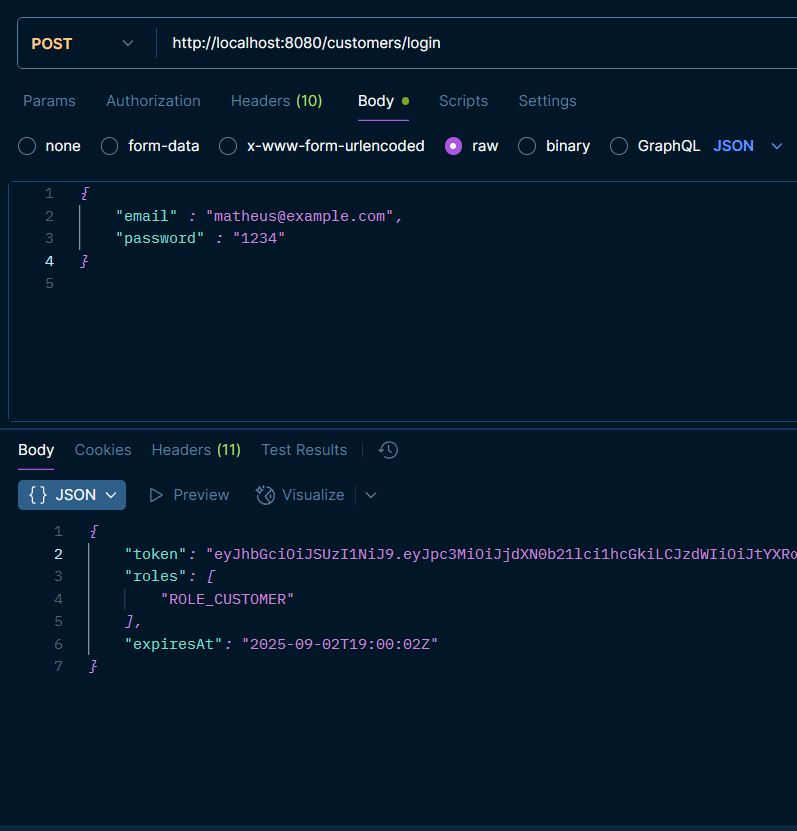 POST http://localhost:8080/customers/login
Params Authorization Headers (10) Body Scripts Settings
none form-data x-www-form-urlencoded raw binary GraphQL JSON
1 {
2 "email" : "matheus@example.com",
3 "password" : "1234"
4 }
5
Body Cookies Headers (11) Test Results
{} JSON Preview Visualize
1 {
2 "token": "eyJhbGciOiJSUzI1NiJ9.eyJpc3MiOiJjdXN0b21lci1hcGkiLCJzdWIiOiJtYXRo
3 "roles": [
4 "ROLE_CUSTOMER"
5 ],
6 "expiresAt": "2025-09-02T19:00:02Z"
7 }